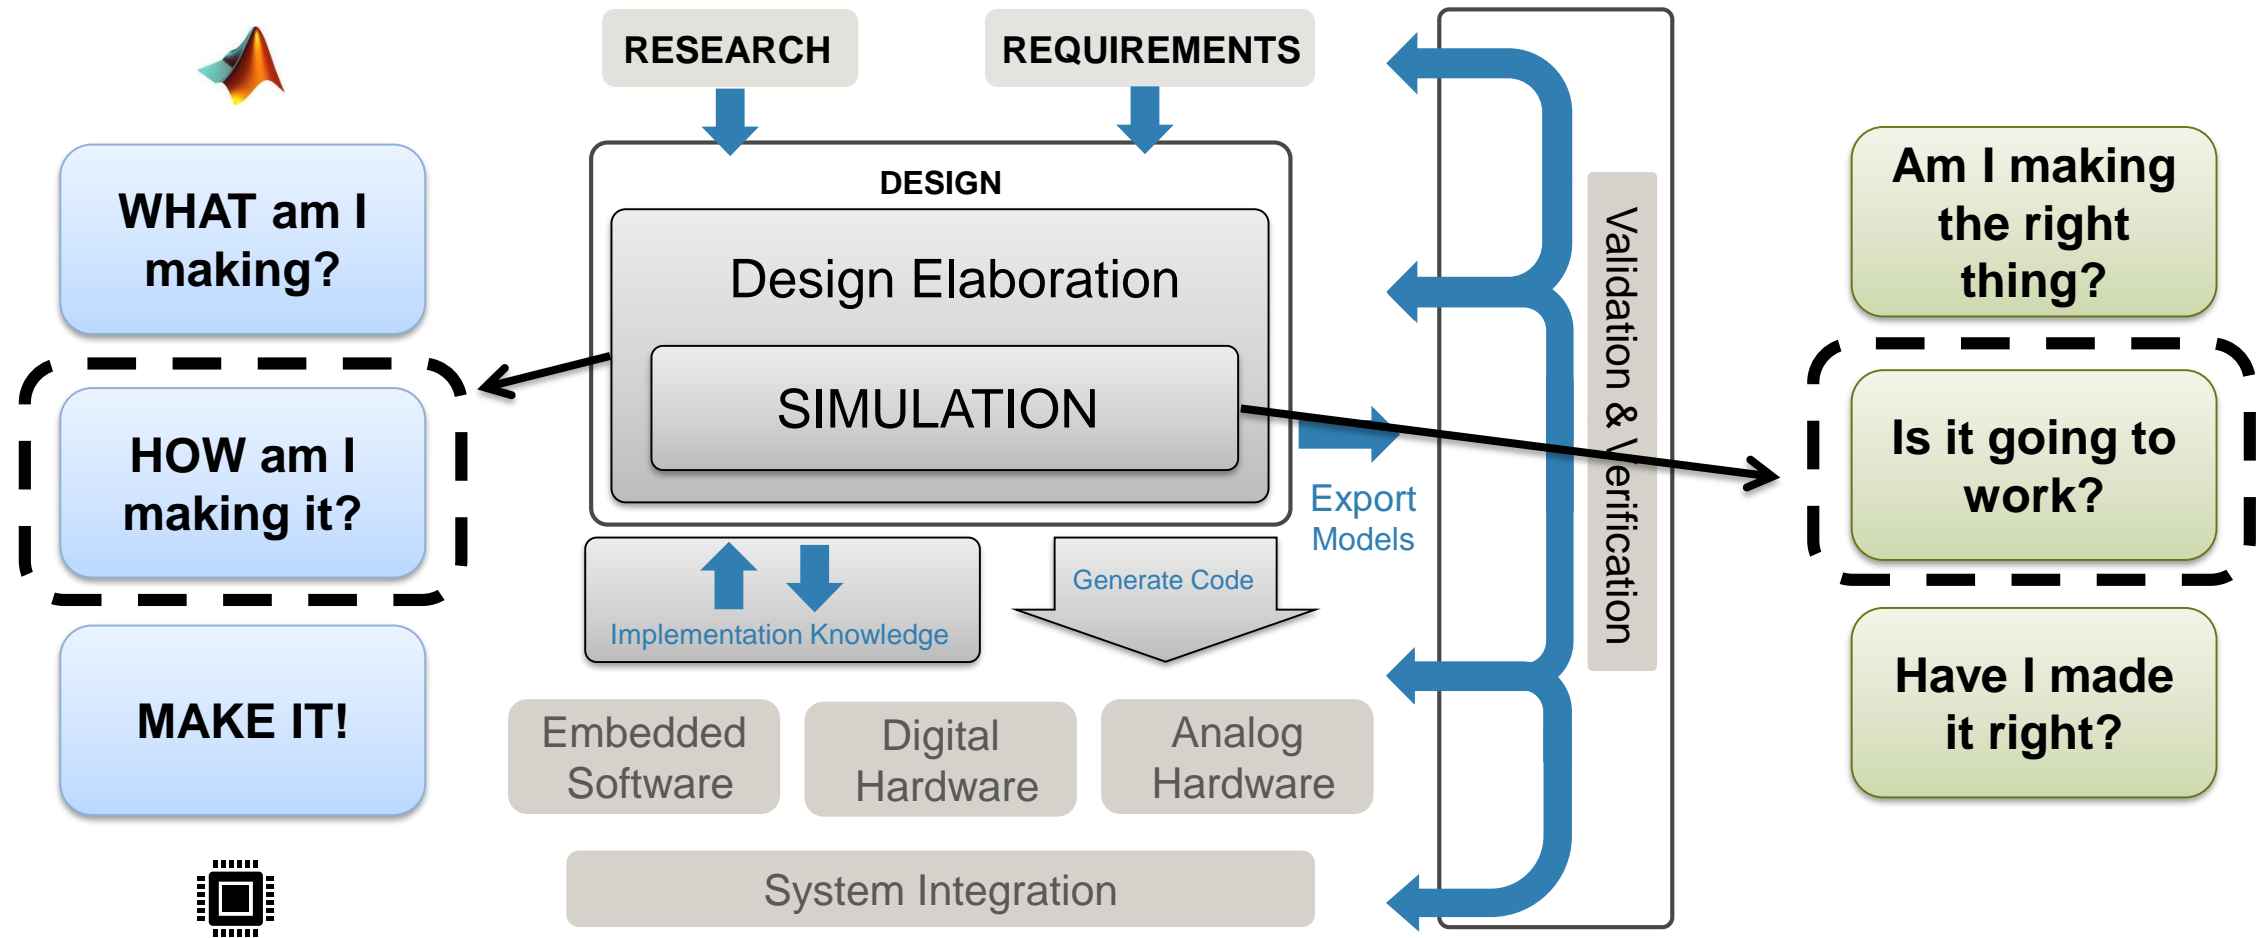 RESEARCH
REQUIREMENTS
WHAT am I
making?
HOW am I
making it?
MAKE IT!
DESIGN
Design Elaboration
SIMULATION
Export
Models
Implementation Knowledge
Generate Code
Embedded
Software
Digital
Hardware
Analog
Hardware
System Integration
Validation & Verification
Am I making
the right
thing?
Is it going to
work?
Have I made
it right?